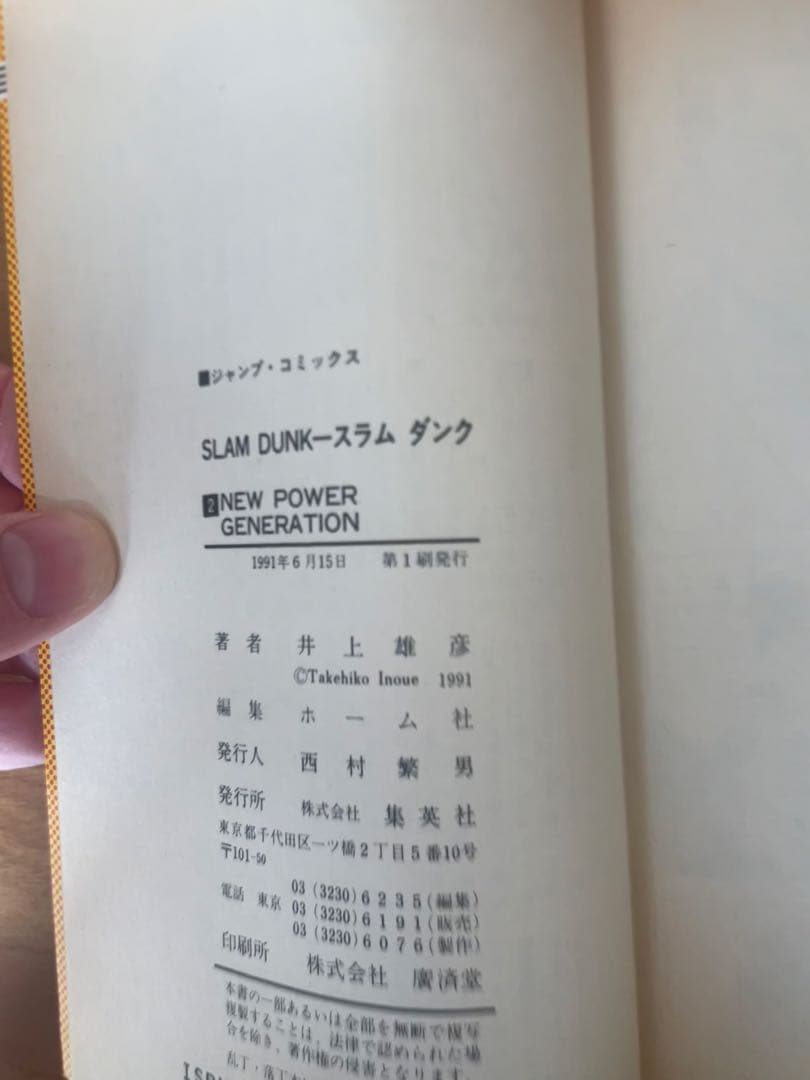 ■ジャンプ・コミックス
SLAM DUNKースラム ダンク
2 NEW POWER
GENERATION
1991年6月15日 第1刷発行
著者 井上雄彦
©Takehiko Inoue 1991
編集 ホーム社
発行人 西村繁男
発行所 株式会社 集英社
東京都千代田区一ツ橋2丁目5番10号
〒101-50
電話 東京 03(3230)6235(編集)
03(3230)6191(販売)
03(3230)6076(製作)
印刷所 株式会社 廣済堂
本書の一部あるいは全部を無断で複写
複製することは、法律で認められた場
合を除き、著作権の侵害となります。
乱丁・落丁